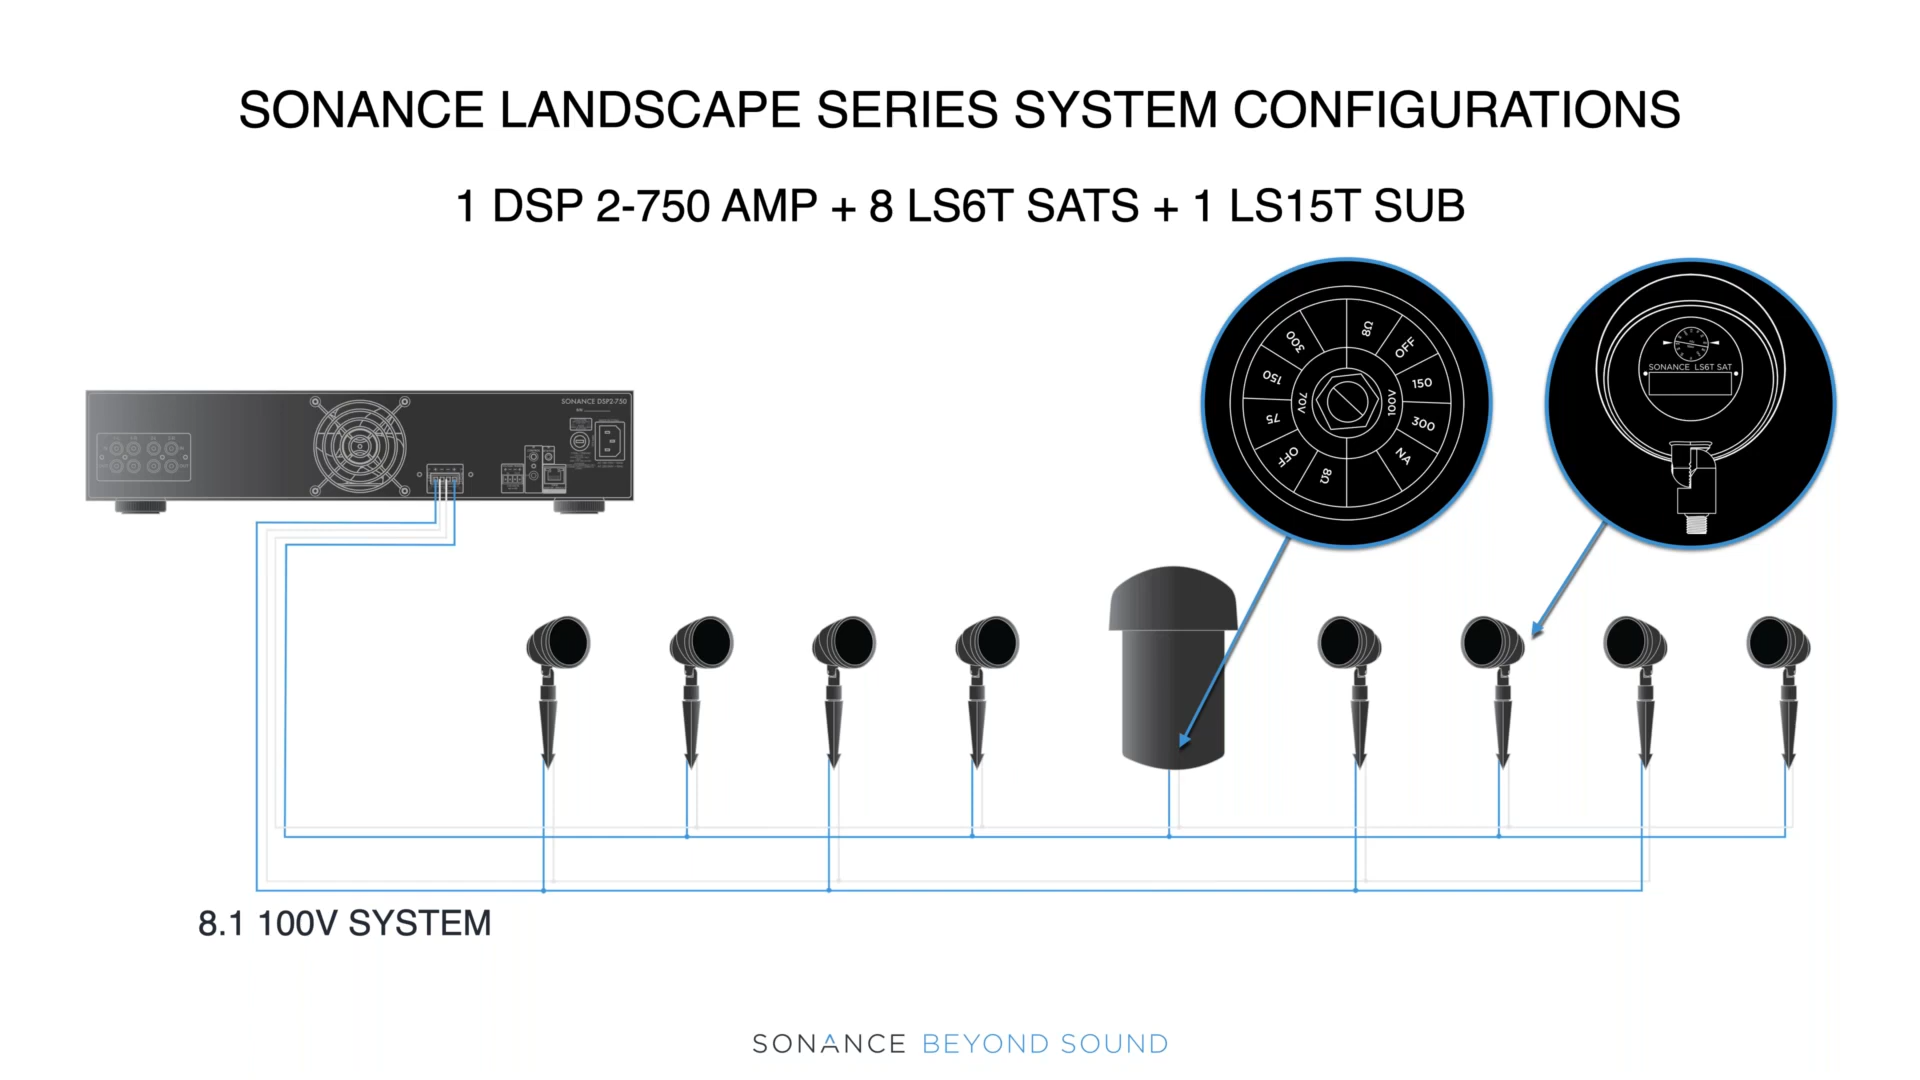 SONANCE LANDSCAPE SERIES SYSTEM CONFIGURATIONS
1 DSP 2-750 AMP + 8 LS6T SATS + 1 LS15T SUB
SONANCE DSP2-750
8Ω
OFF
150
300
NA
100V
8Ω
OFF
75
150
300
70V
SONANCE LS6T SAT
8.1 100V SYSTEM
SONANCE BEYOND SOUND